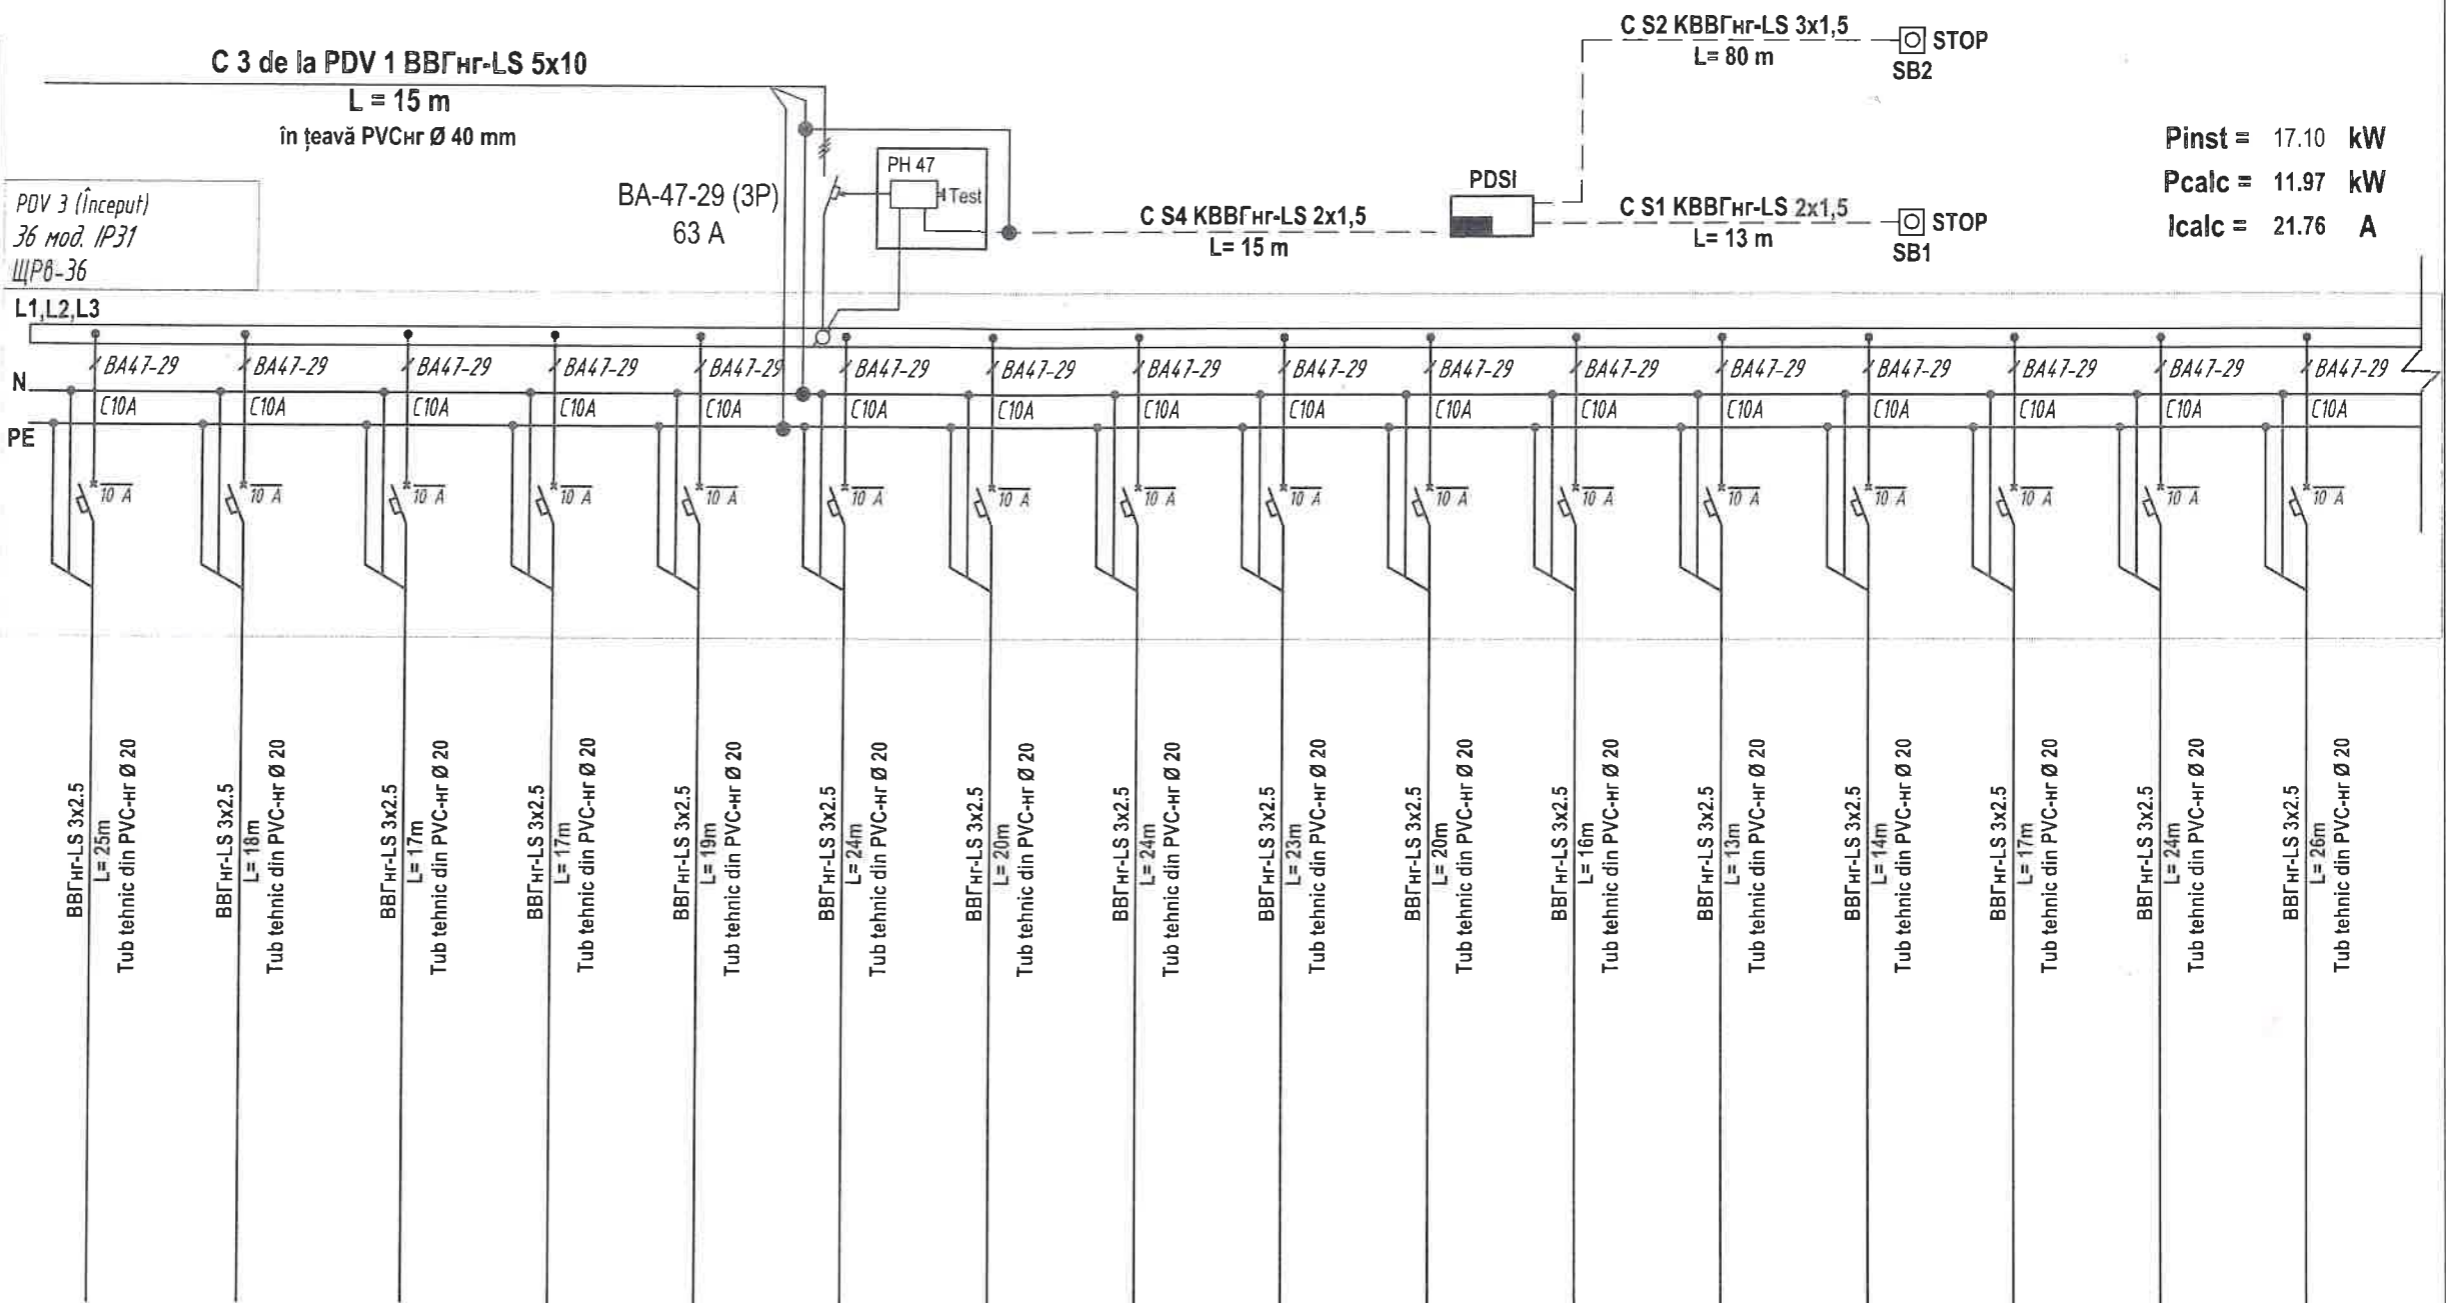 C 3 de la PDV 1 ВВГнг-LS 5x10
L = 15 m
în țeavă PVCнг Ø 40 mm
PDV 3 (Început)
36 мод. IP31
ЩРв-36
BA-47-29 (3P)
63 A
PH 47
Test
C S4 КВВГнг-LS 2x1,5
L= 15 m
PDSI
C S2 КВВГнг-LS 3x1,5
L= 80 m
STOP
SB2
C S1 КВВГнг-LS 2x1,5
L= 13 m
STOP
SB1
Pinst = 17.10 kW
Pcalc = 11.97 kW
Icalc = 21.76 A
L1,L2,L3
BA47-29 BA47-29 BA47-29 BA47-29 BA47-29 BA47-29 BA47-29 BA47-29 BA47-29 BA47-29 BA47-29 BA47-29 BA47-29 BA47-29 BA47-29 BA47-29
N
C10A C10A C10A C10A C10A C10A C10A C10A C10A C10A C10A C10A C10A C10A C10A C10A
PE
10 A 10 A 10 A 10 A 10 A 10 A 10 A 10 A 10 A 10 A 10 A 10 A 10 A 10 A 10 A 10 A
ВВГнг-LS 3x2.5
L= 25m
Tub tehnic din PVC-нг Ø 20
ВВГнг-LS 3x2.5
L= 18m
Tub tehnic din PVC-нг Ø 20
ВВГнг-LS 3x2.5
L= 17m
Tub tehnic din PVC-нг Ø 20
ВВГнг-LS 3x2.5
L= 17m
Tub tehnic din PVC-нг Ø 20
ВВГнг-LS 3x2.5
L= 19m
Tub tehnic din PVC-нг Ø 20
ВВГнг-LS 3x2.5
L= 24m
Tub tehnic din PVC-нг Ø 20
ВВГнг-LS 3x2.5
L= 20m
Tub tehnic din PVC-нг Ø 20
ВВГнг-LS 3x2.5
L= 24m
Tub tehnic din PVC-нг Ø 20
ВВГнг-LS 3x2.5
L= 23m
Tub tehnic din PVC-нг Ø 20
ВВГнг-LS 3x2.5
L= 20m
Tub tehnic din PVC-нг Ø 20
ВВГнг-LS 3x2.5
L= 16m
Tub tehnic din PVC-нг Ø 20
ВВГнг-LS 3x2.5
L= 13m
Tub tehnic din PVC-нг Ø 20
ВВГнг-LS 3x2.5
L= 14m
Tub tehnic din PVC-нг Ø 20
ВВГнг-LS 3x2.5
L= 17m
Tub tehnic din PVC-нг Ø 20
ВВГнг-LS 3x2.5
L= 24m
Tub tehnic din PVC-нг Ø 20
ВВГнг-LS 3x2.5
L= 26m
Tub tehnic din PVC-нг Ø 20